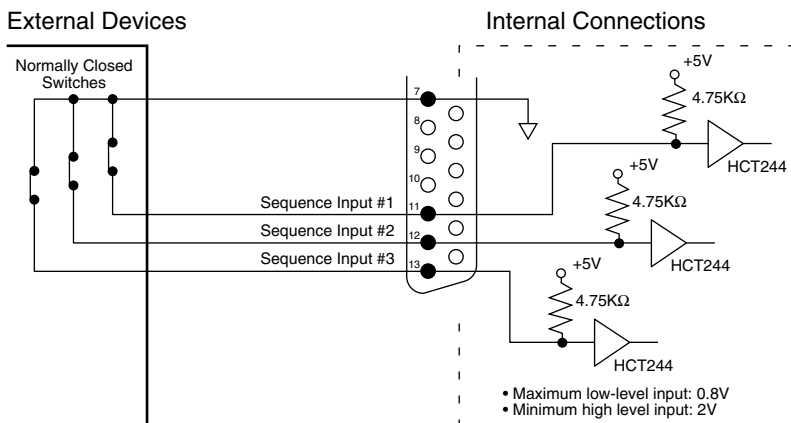 External Devices
Internal Connections
Normally Closed
Switches
7
8
9
10
11
12
13
Sequence Input #1
Sequence Input #2
Sequence Input #3
+5V
4.75KΩ
HCT244
+5V
4.75KΩ
HCT244
+5V
4.75KΩ
HCT244
• Maximum low-level input: 0.8V
• Minimum high level input: 2V